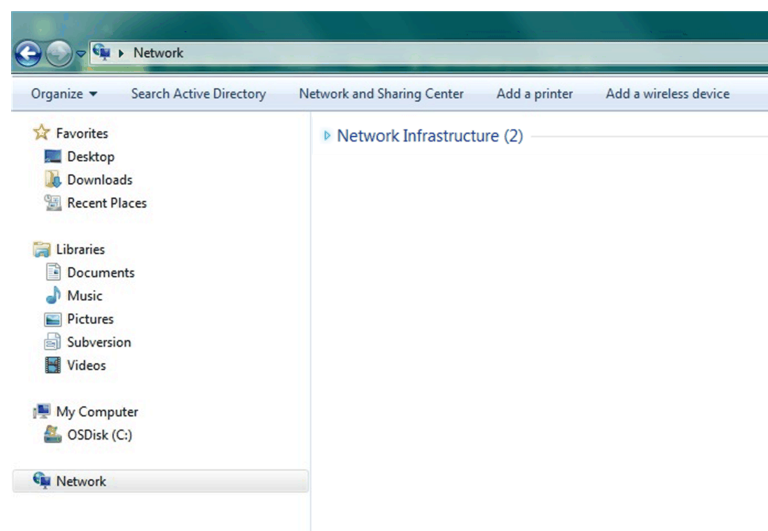 Network
Organize Search Active Directory Network and Sharing Center Add a printer Add a wireless device
Favorites
Desktop
Downloads
Recent Places
Libraries
Documents
Music
Pictures
Subversion
Videos
My Computer
OSDisk (C:)
Network
Network Infrastructure (2)